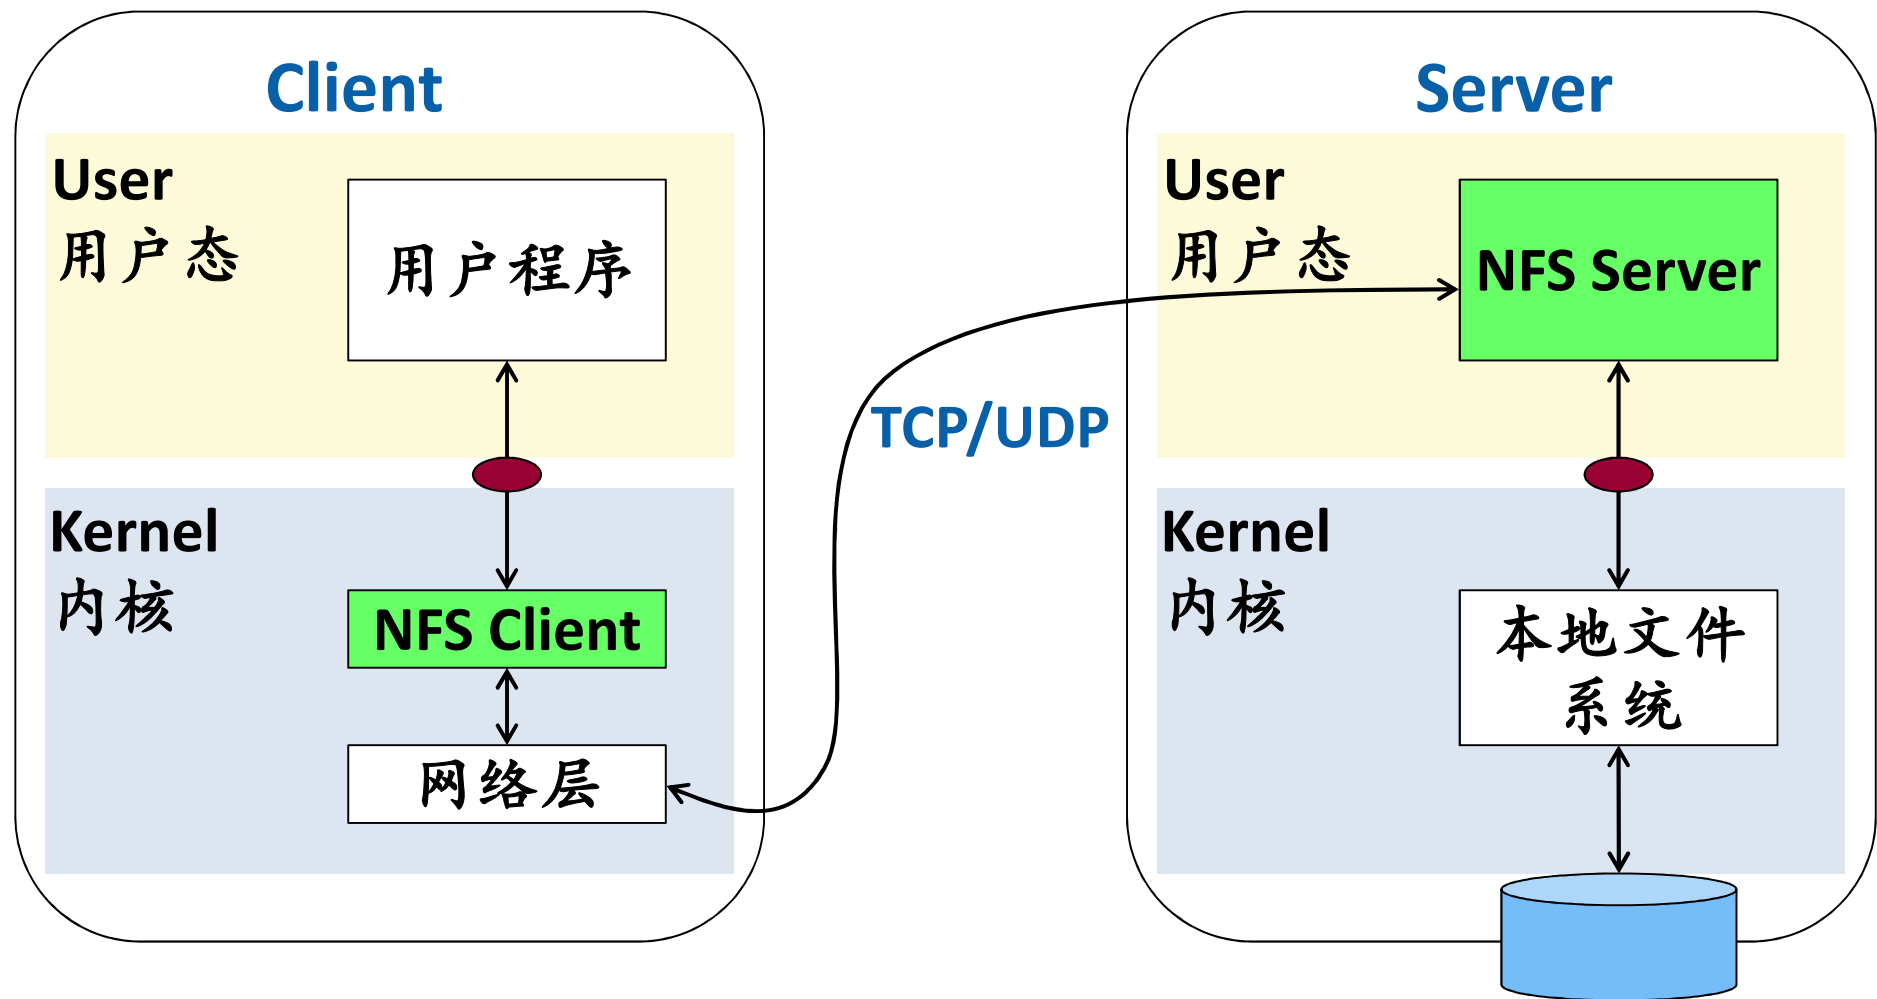 Client
User
用户态
用户程序
Kernel
内核
NFS Client
网络层
TCP/UDP
Server
User
用户态
NFS Server
Kernel
内核
本地文件
系统